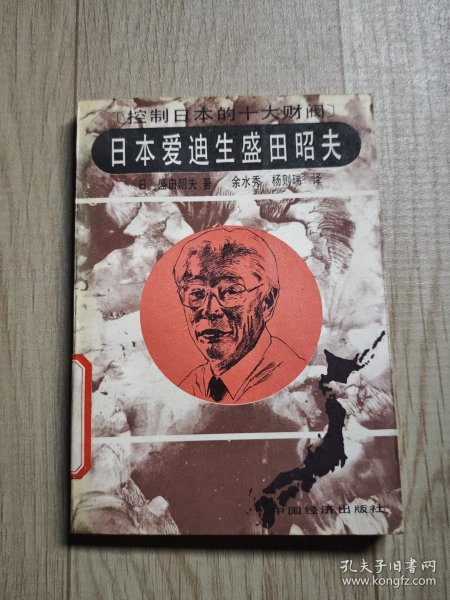 〔控制日本的十大财阀〕
日本爱迪生盛田昭夫
日 盛田昭夫 著 余水秀 杨则瑞 译
中国经济出版社
孔夫子旧书网
www.kongfz.com